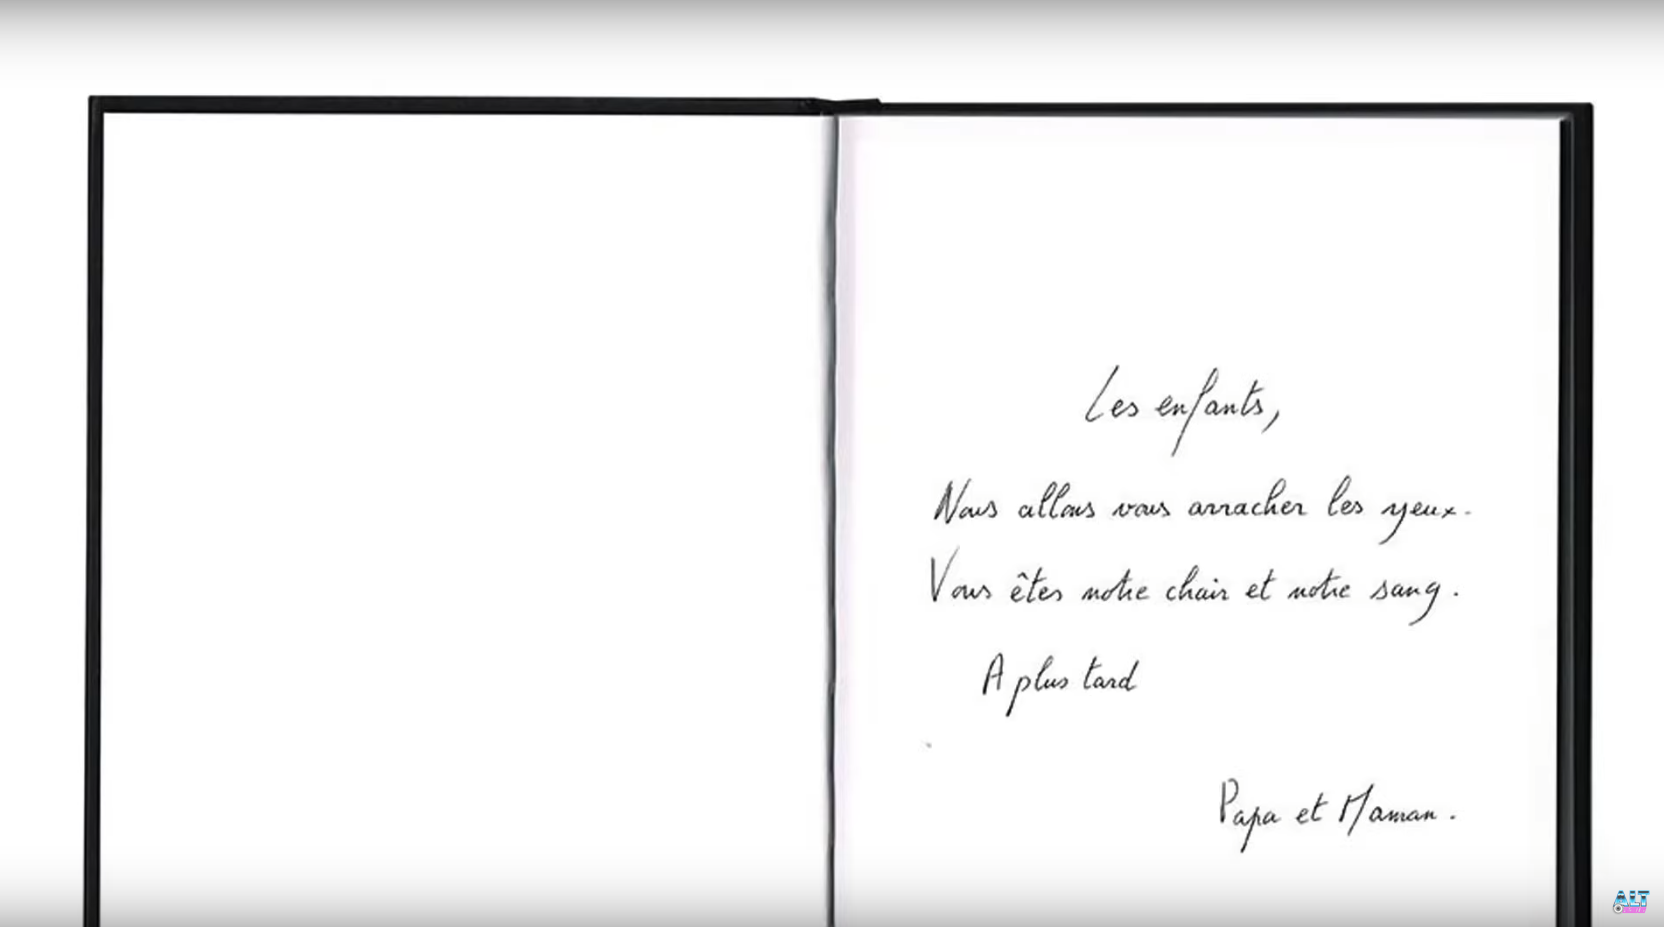 Les enfants,
Nous allons vous arracher les yeux.
Vous êtes notre chair et notre sang.
A plus tard
Papa et Maman.
ALT